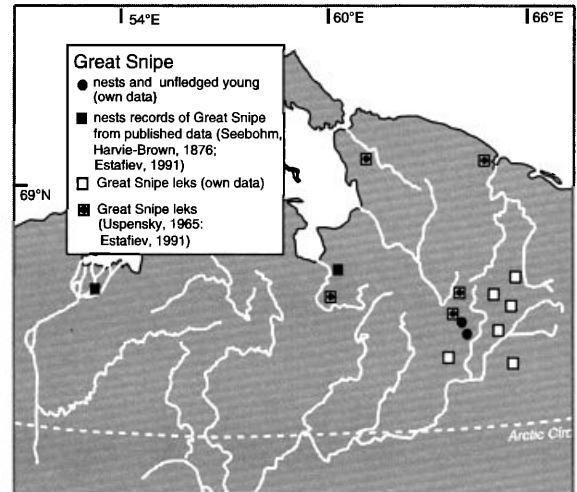 54°E
60°E
66°E
Great Snipe
nests and unfledged young
(own data)
nests records of Great Snipe
from published data (Seebohm,
Harvie-Brown, 1876;
Estafiev, 1991)
69°N
Great Snipe leks (own data)
Great Snipe leks
(Uspensky, 1965:
Estafiev, 1991)
Arctic Circ